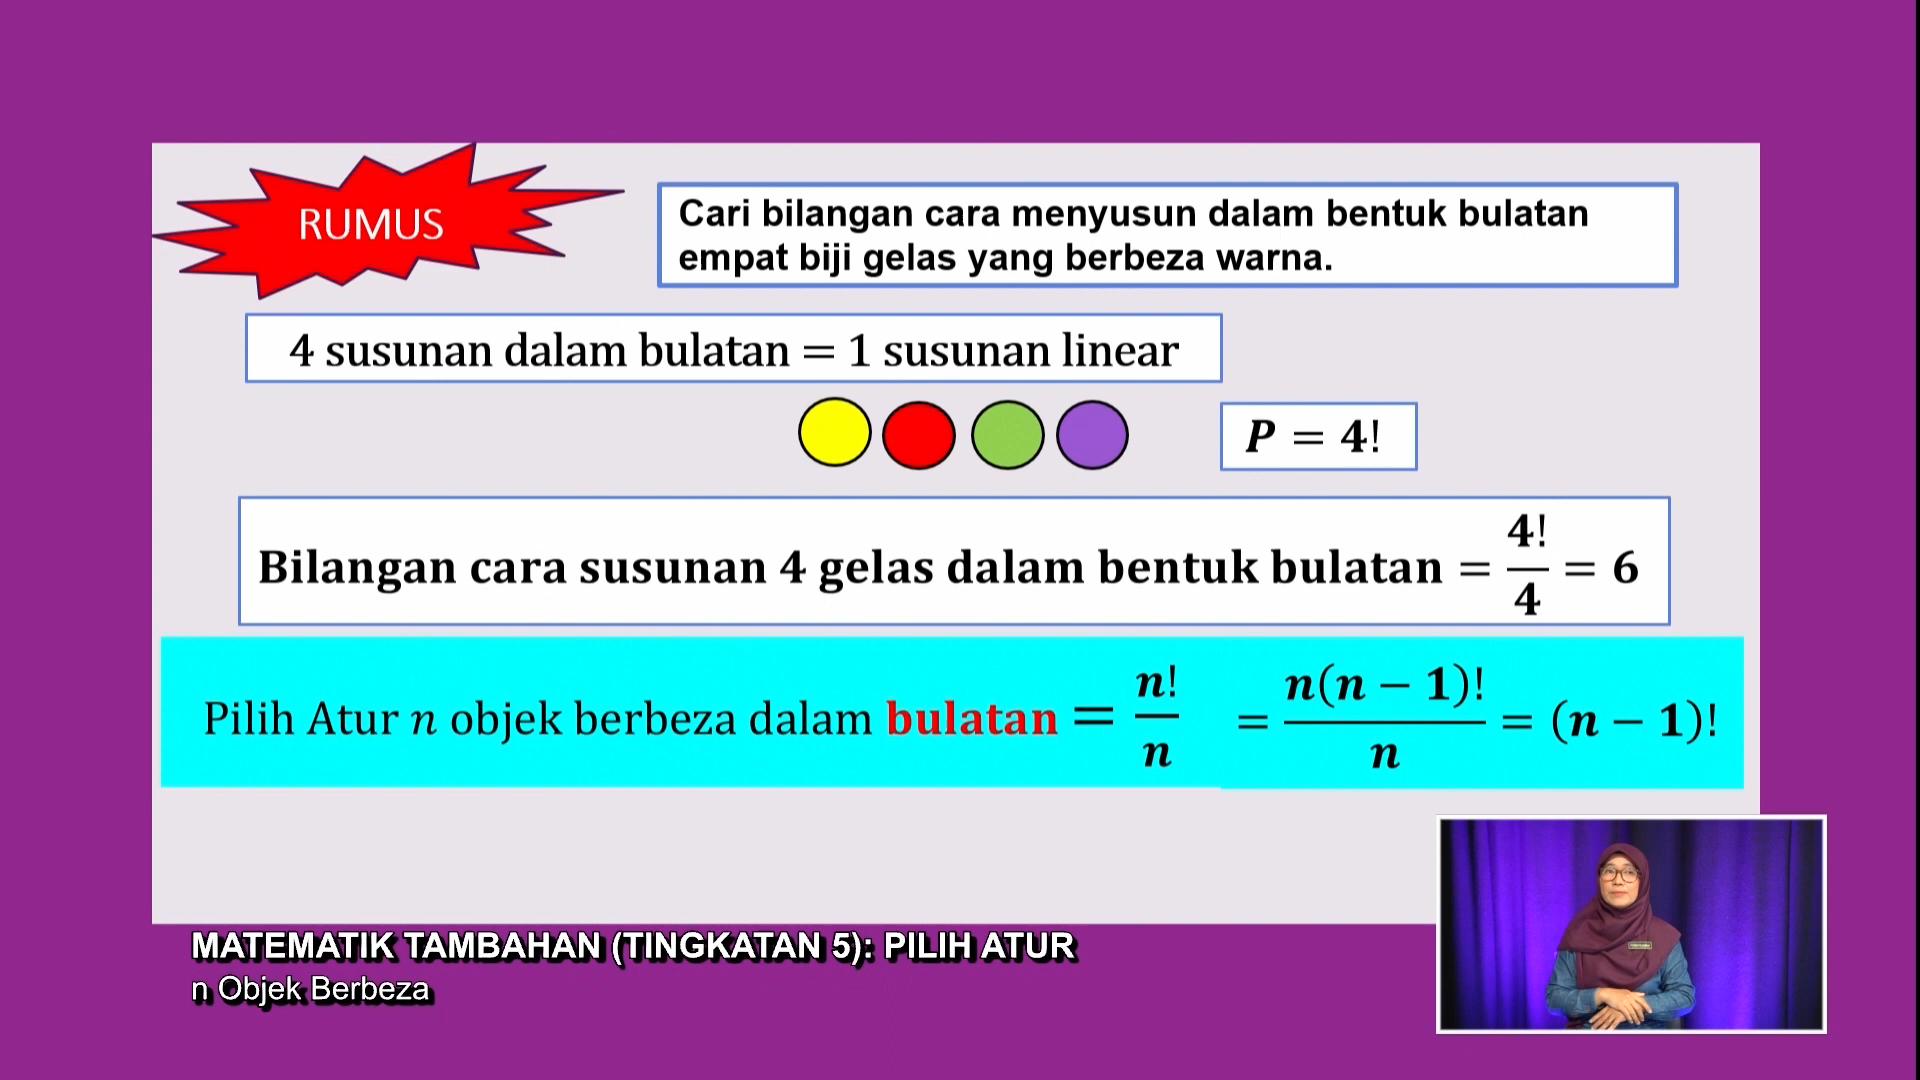 RUMUS
Cari bilangan cara menyusun dalam bentuk bulatan
empat biji gelas yang berbeza warna.
4 susunan dalam bulatan = 1 susunan linear
P = 4!
Bilangan cara susunan 4 gelas dalam bentuk bulatan = 4!/4 = 6
Pilih Atur n objek berbeza dalam bulatan = n!/n = n(n − 1)!/n = (n − 1)!
MATEMATIK TAMBAHAN (TINGKATAN 5): PILIH ATUR
n Objek Berbeza